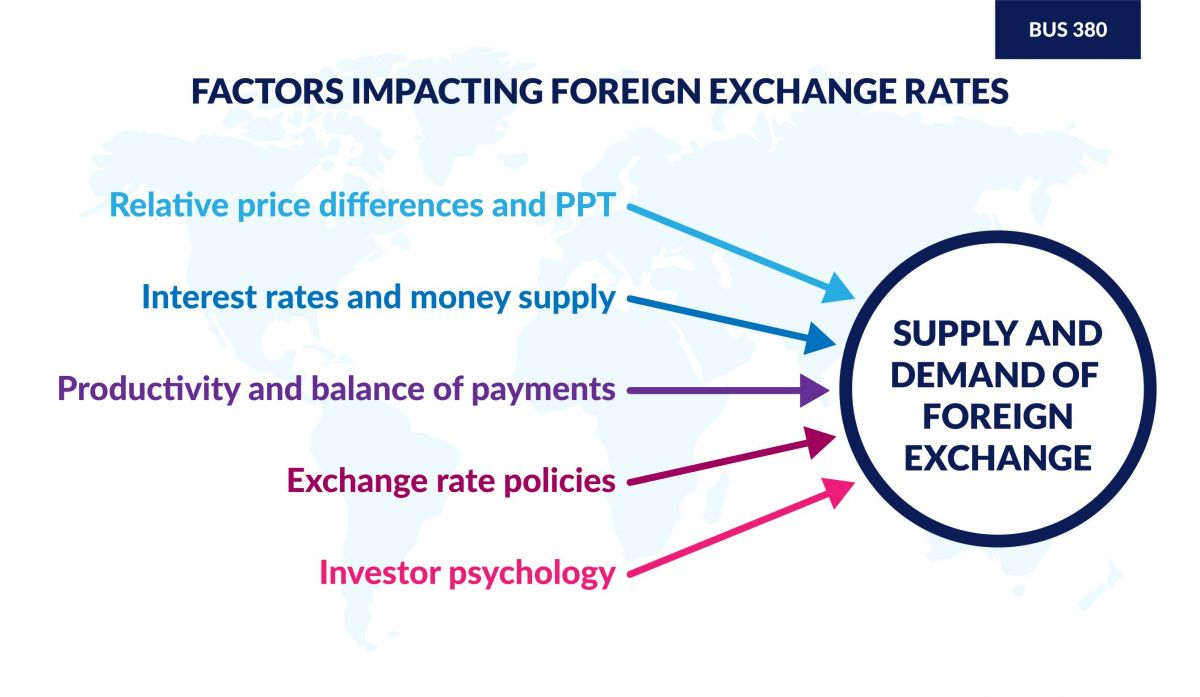 BUS 380
FACTORS IMPACTING FOREIGN EXCHANGE RATES
Relative price differences and PPT
Interest rates and money supply
Productivity and balance of payments
Exchange rate policies
Investor psychology
SUPPLY AND
DEMAND OF
FOREIGN
EXCHANGE